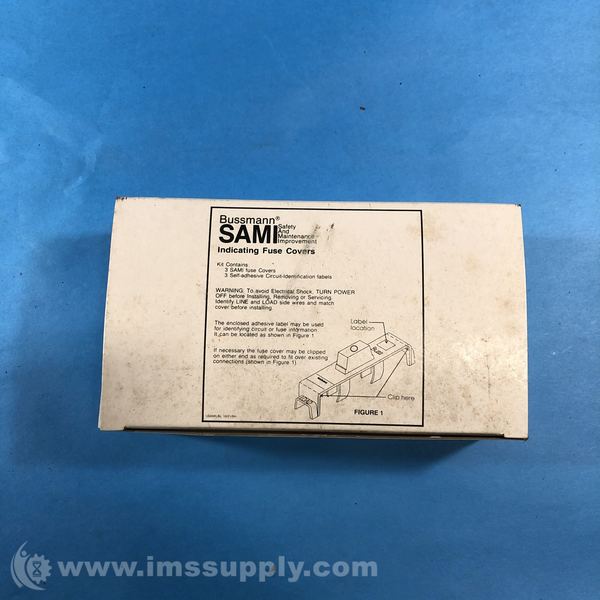 Bussmann®
SAMI Safety And Maintenance Improvement
Indicating Fuse Covers
Kit Contains:
3 SAMI fuse Covers
3 Self-adhesive Circuit-Identification labels
WARNING: To avoid Electrical Shock, TURN POWER
OFF before Installing, Removing or Servicing.
Identify LINE and LOAD side wires and match
cover before installing.
The enclosed adhesive label may be used
for identifying circuit or fuse information.
It can be located as shown in Figure 1
If necessary the fuse cover may be clipped
on either end as required to fit over existing
connections (shown in Figure 1)
Label
location
Clip here
FIGURE 1
www.imssupply.com